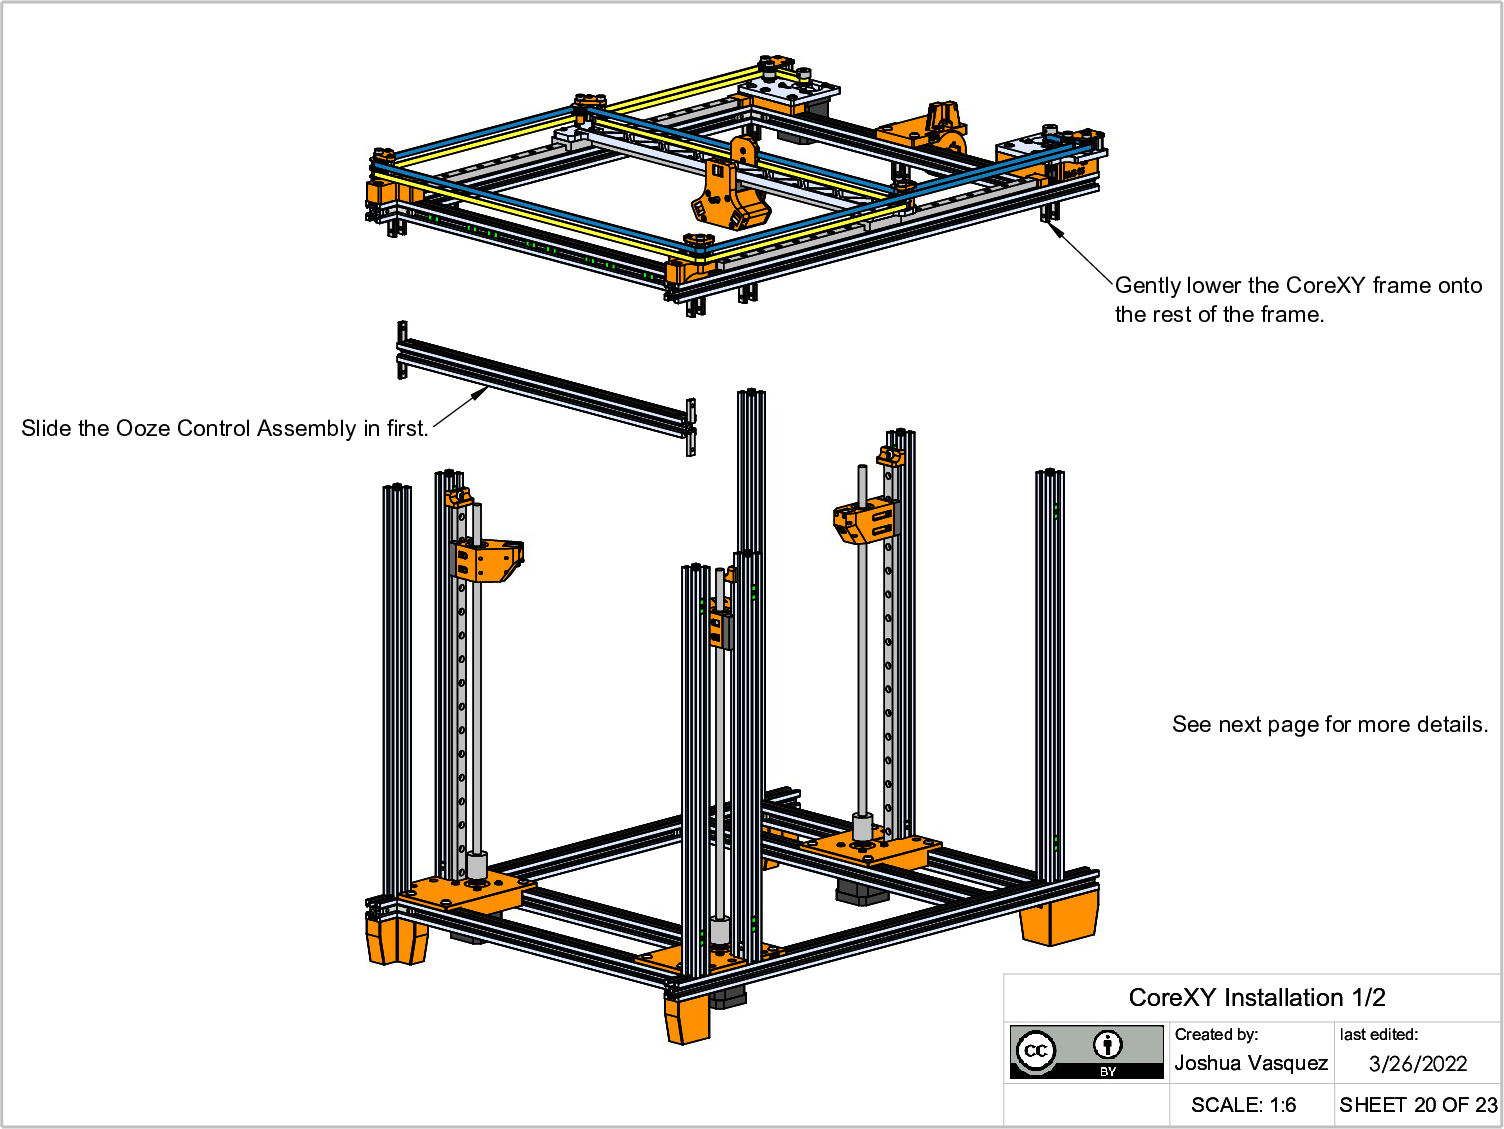 Gently lower the CoreXY frame onto
the rest of the frame.
Slide the Ooze Control Assembly in first.
See next page for more details.
CoreXY Installation 1/2
CC
BY
Created by:
Joshua Vasquez
last edited:
3/26/2022
SCALE: 1:6
SHEET 20 OF 23